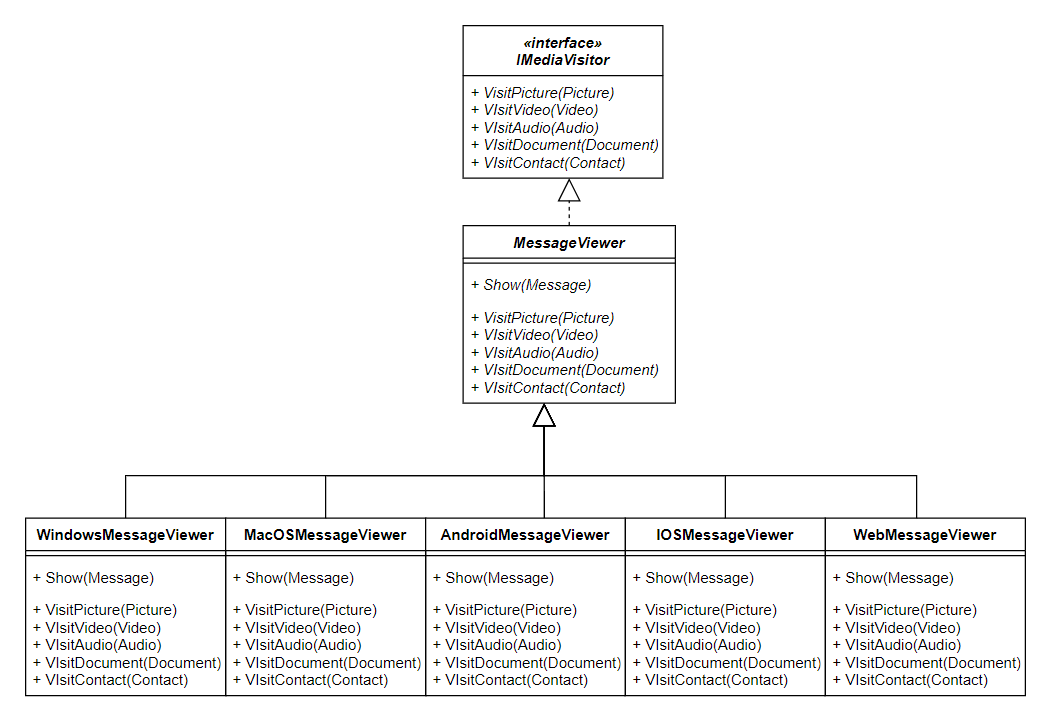 «interface»
IMediaVisitor
+ VisitPicture(Picture)
+ VIsitVideo(Video)
+ VIsitAudio(Audio)
+ VIsitDocument(Document)
+ VIsitContact(Contact)
MessageViewer
+ Show(Message)
+ VisitPicture(Picture)
+ VIsitVideo(Video)
+ VIsitAudio(Audio)
+ VIsitDocument(Document)
+ VIsitContact(Contact)
WindowsMessageViewer
+ Show(Message)
+ VisitPicture(Picture)
+ VIsitVideo(Video)
+ VIsitAudio(Audio)
+ VIsitDocument(Document)
+ VIsitContact(Contact)
MacOSMessageViewer
+ Show(Message)
+ VisitPicture(Picture)
+ VIsitVideo(Video)
+ VIsitAudio(Audio)
+ VIsitDocument(Document)
+ VIsitContact(Contact)
AndroidMessageViewer
+ Show(Message)
+ VisitPicture(Picture)
+ VIsitVideo(Video)
+ VIsitAudio(Audio)
+ VIsitDocument(Document)
+ VIsitContact(Contact)
IOSMessageViewer
+ Show(Message)
+ VisitPicture(Picture)
+ VIsitVideo(Video)
+ VIsitAudio(Audio)
+ VIsitDocument(Document)
+ VIsitContact(Contact)
WebMessageViewer
+ Show(Message)
+ VisitPicture(Picture)
+ VIsitVideo(Video)
+ VIsitAudio(Audio)
+ VIsitDocument(Document)
+ VIsitContact(Contact)